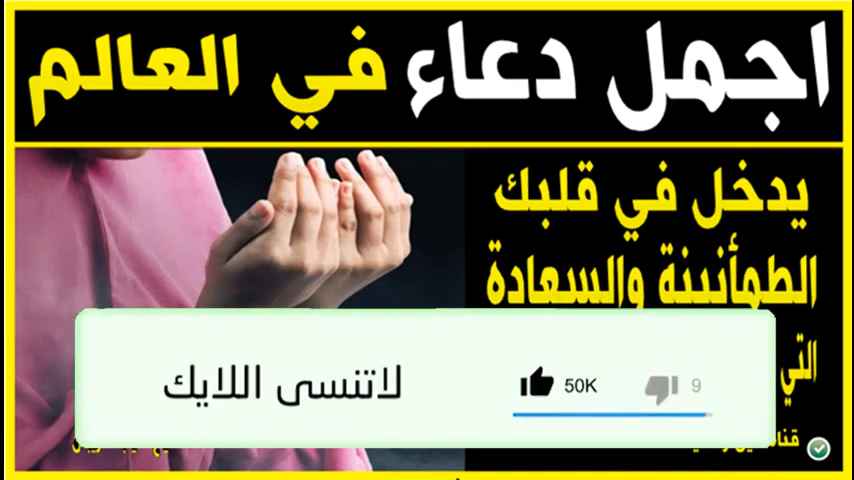 اجمل دعاء في العالم
يدخل في قلبك
الطمأنينة والسعادة
التي
لاتنسى اللايك
50K
9